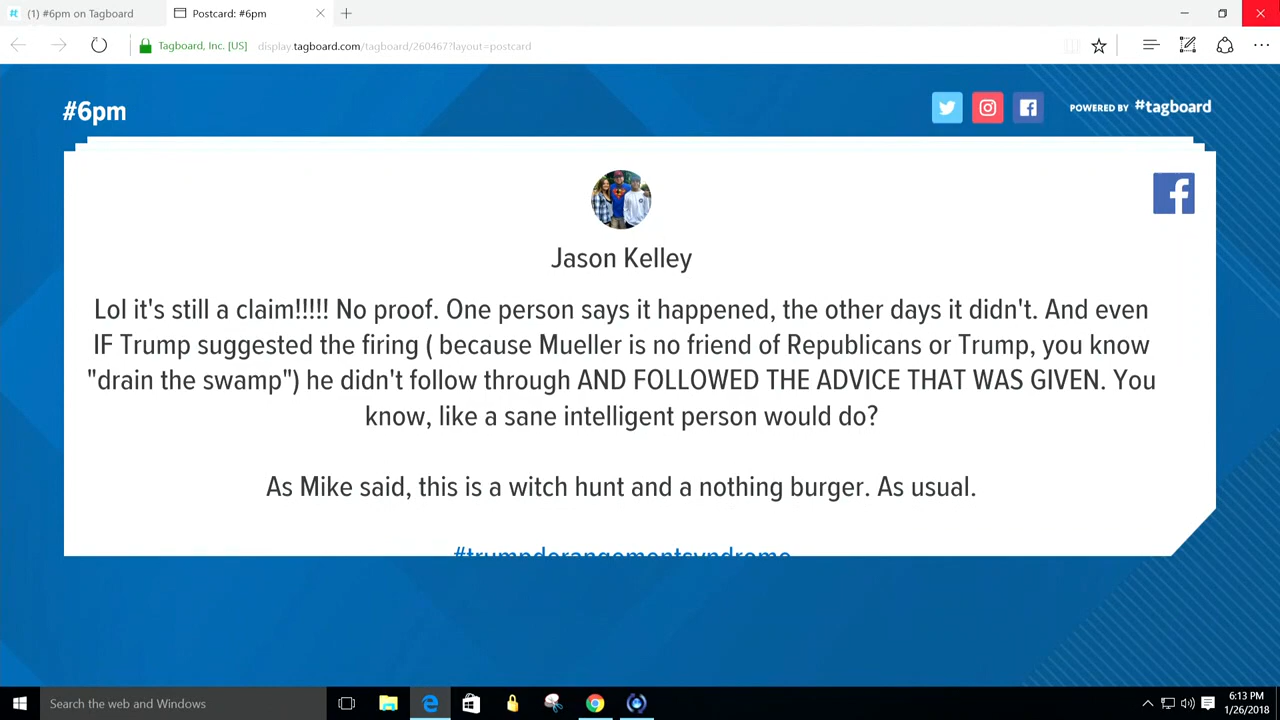 (1) #6pm on Tagboard
Postcard: #6pm
Tagboard, Inc. [US]
display.tagboard.com/tagboard/260467?layout=postcard
#6pm
POWERED BY #tagboard
Jason Kelley
Lol it's still a claim!!!!! No proof. One person says it happened, the other days it didn't. And even
IF Trump suggested the firing ( because Mueller is no friend of Republicans or Trump, you know
"drain the swamp") he didn't follow through AND FOLLOWED THE ADVICE THAT WAS GIVEN. You
know, like a sane intelligent person would do?
As Mike said, this is a witch hunt and a nothing burger. As usual.
#trumpderangementsyndrome
Search the web and Windows
6:13 PM
1/26/2018